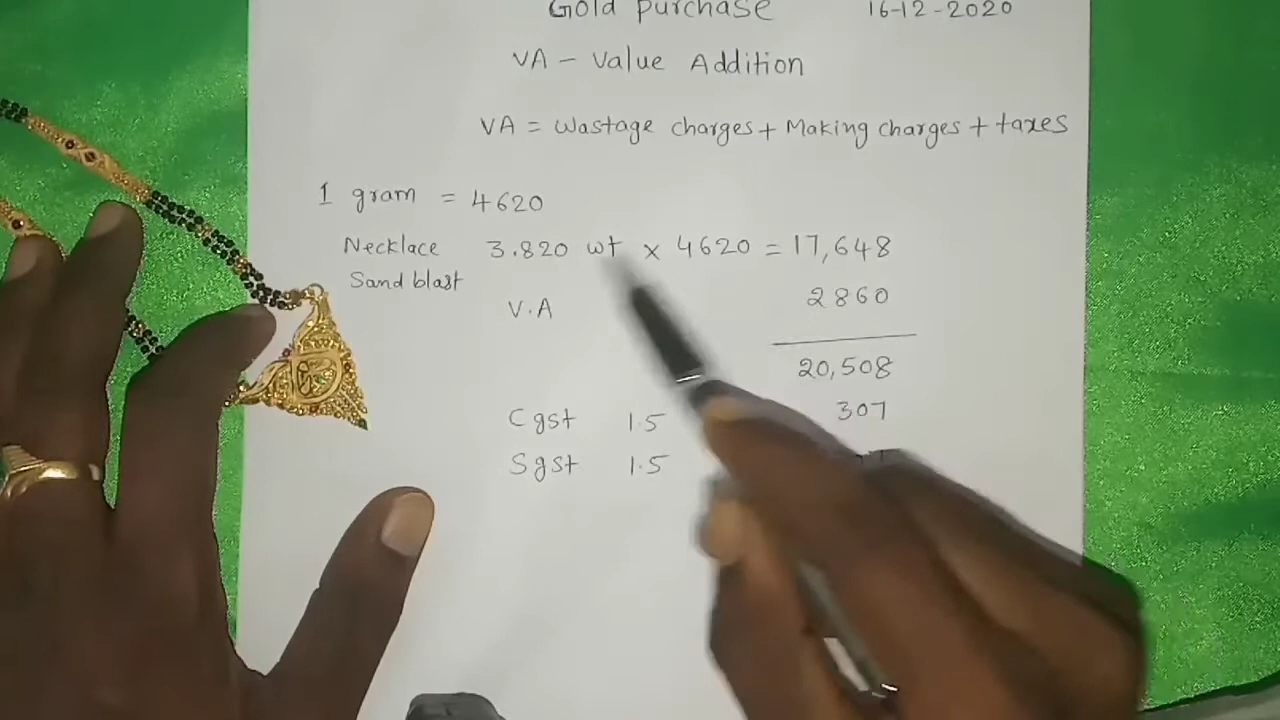 Gold Purchase 16-12-2020
VA - Value Addition
VA = Wastage charges + Making charges + taxes
1 gram = 4620
Necklace 3.820 wt x 4620 = 17,648
Sand blast
V.A 2860
20,508
Cgst 1.5 307
Sgst 1.5